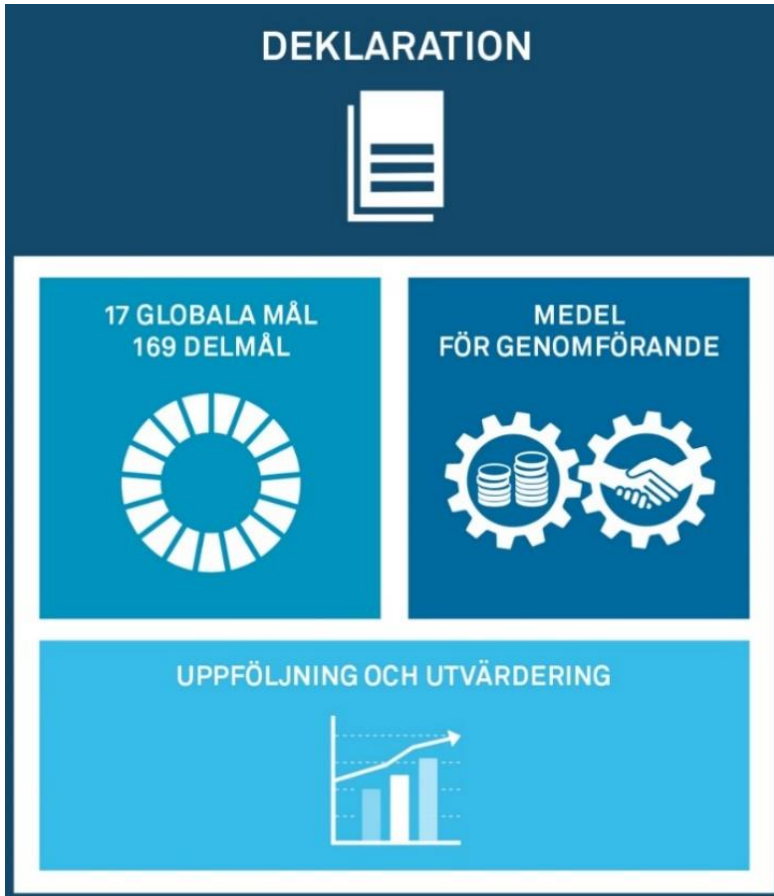 DEKLARATION
17 GLOBALA MÅL
169 DELMÅL
MEDEL
FÖR GENOMFÖRANDE
UPPFÖLJNING OCH UTVÄRDERING